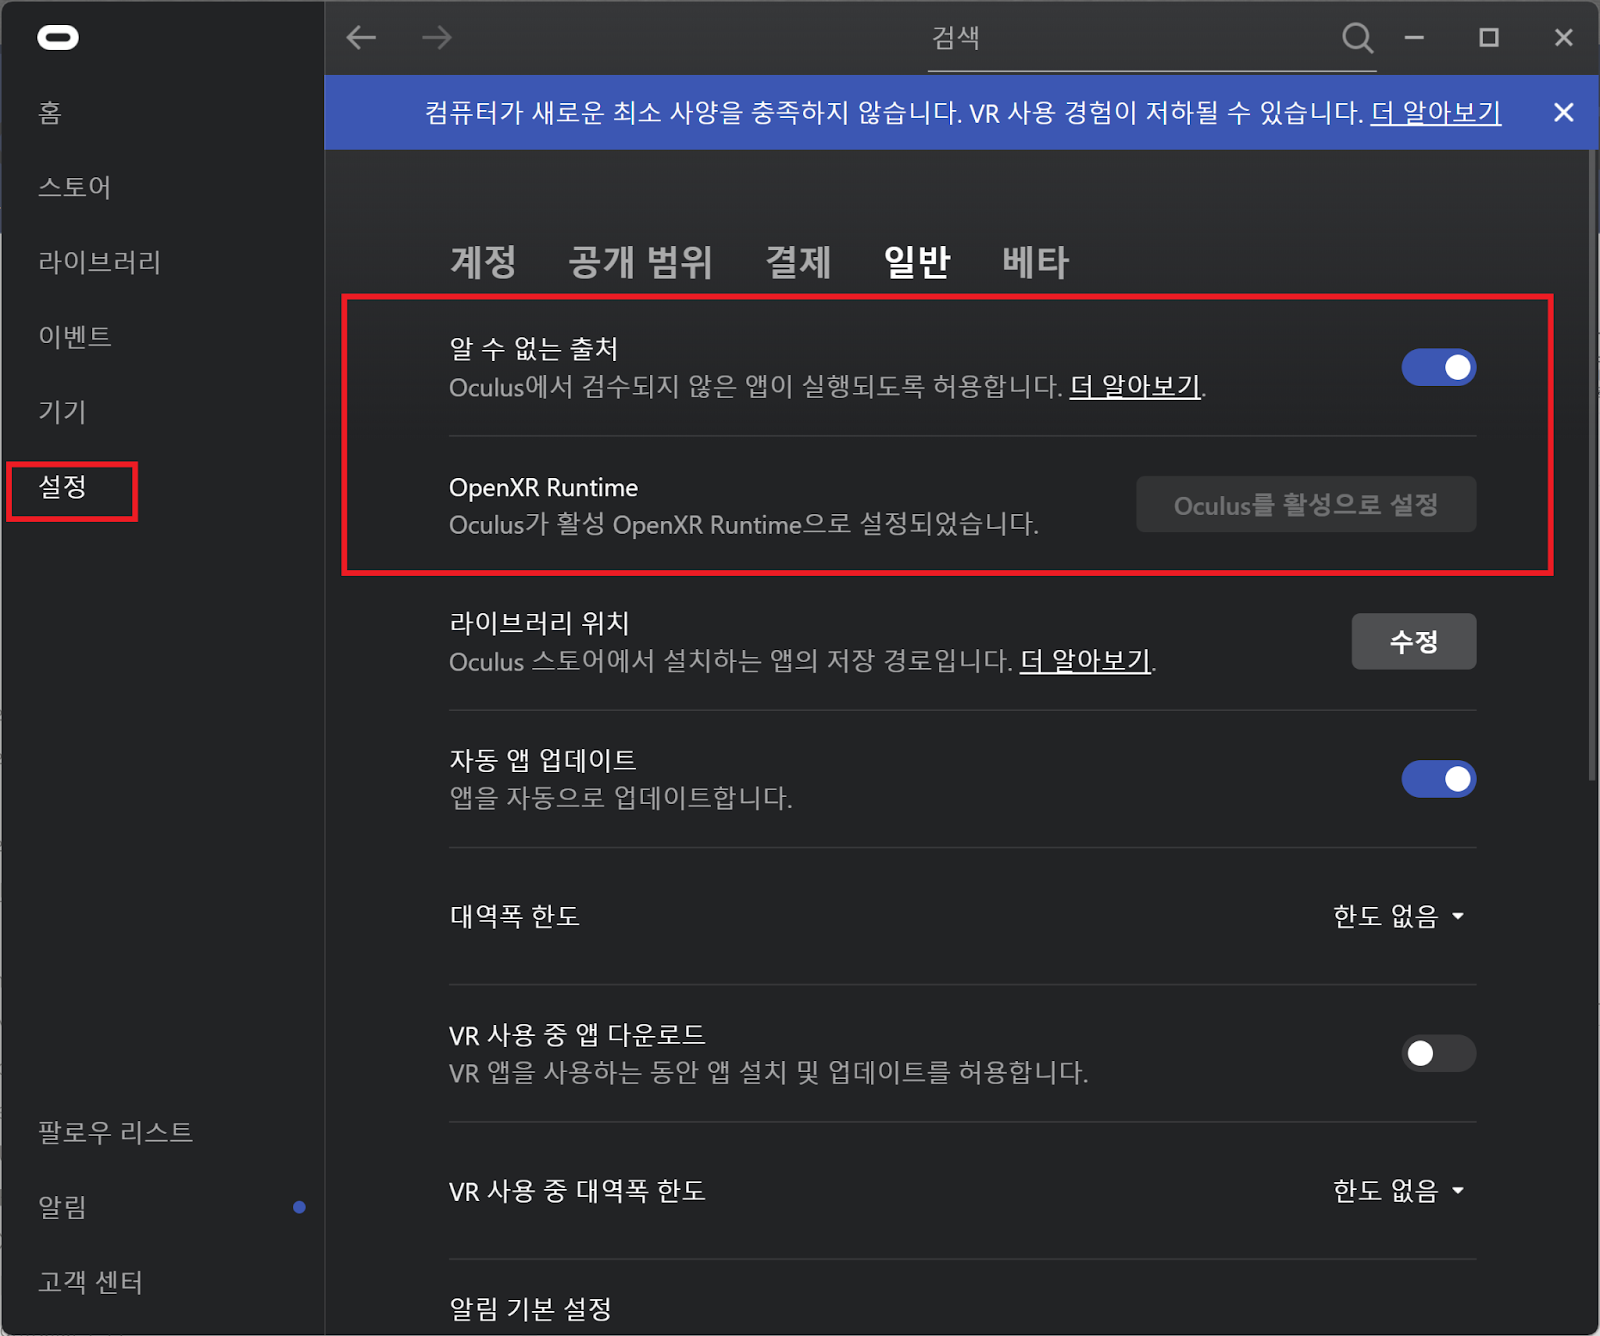 검색
컴퓨터가 새로운 최소 사양을 충족하지 않습니다. VR 사용 경험이 저하될 수 있습니다. 더 알아보기
홈
스토어
라이브러리
이벤트
기기
설정
팔로우 리스트
알림
고객 센터
계정 공개 범위 결제 일반 베타
알 수 없는 출처
Oculus에서 검수되지 않은 앱이 실행되도록 허용합니다. 더 알아보기.
OpenXR Runtime
Oculus가 활성 OpenXR Runtime으로 설정되었습니다.
Oculus를 활성으로 설정
라이브러리 위치
Oculus 스토어에서 설치하는 앱의 저장 경로입니다. 더 알아보기.
수정
자동 앱 업데이트
앱을 자동으로 업데이트합니다.
대역폭 한도
한도 없음
VR 사용 중 앱 다운로드
VR 앱을 사용하는 동안 앱 설치 및 업데이트를 허용합니다.
VR 사용 중 대역폭 한도
한도 없음
알림 기본 설정